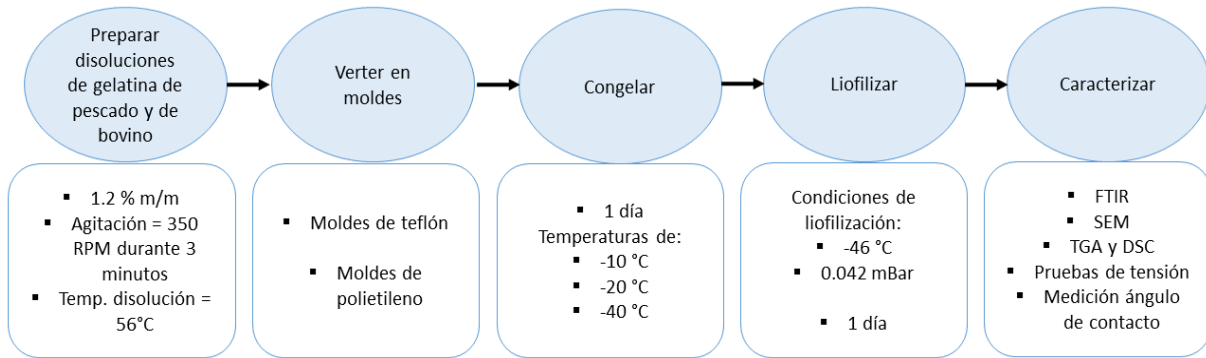 Preparar
disoluciones
de gelatina de
pescado y de
bovino
Verter en
moldes
Congelar
Liofilizar
Caracterizar
▪ 1.2 % m/m
▪ Agitación = 350
RPM durante 3
minutos
▪ Temp. disolución =
56°C
▪ Moldes de teflón
▪ Moldes de
polietileno
▪ 1 día
Temperaturas de:
▪ -10 °C
▪ -20 °C
▪ -40 °C
Condiciones de
liofilización:
▪ -46 °C
▪ 0.042 mBar
▪ 1 día
▪ FTIR
▪ SEM
▪ TGA y DSC
▪ Pruebas de tensión
▪ Medición ángulo
de contacto